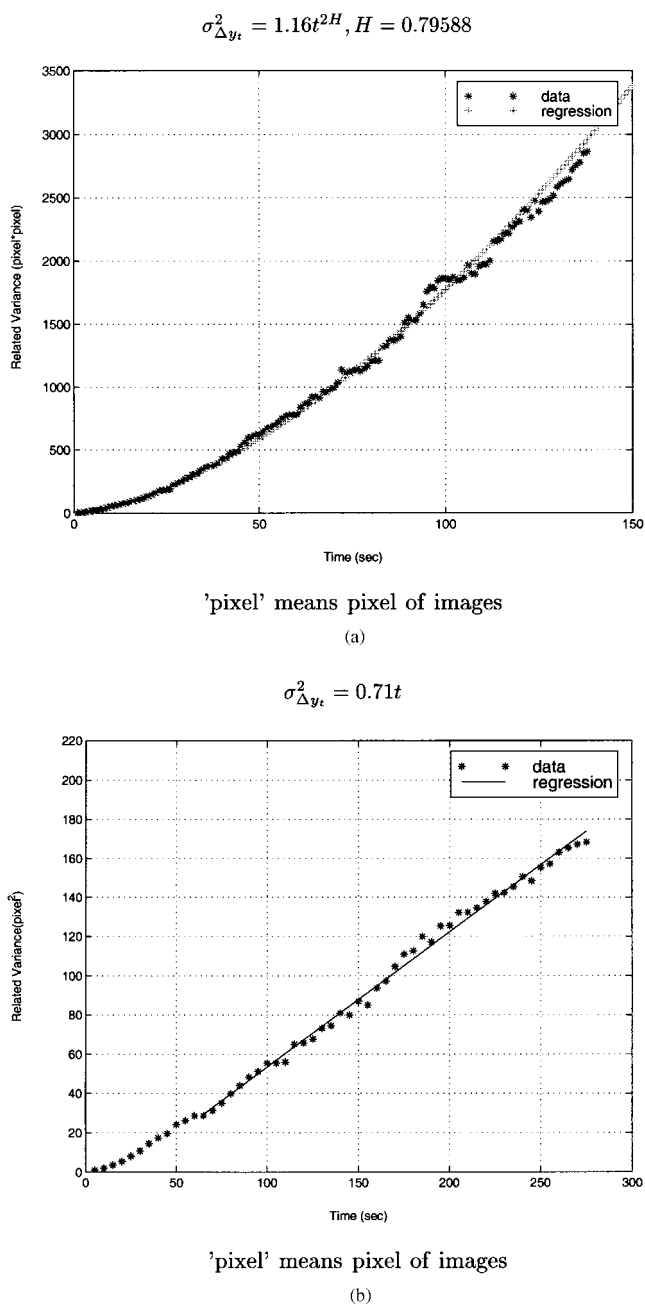 σ²_{Δy_t} = 1.16t^{2H}, H = 0.79588
3500
3000
2500
2000
1500
1000
500
0
Related Variance (pixel*pixel)
data
regression
0
50
100
150
Time (sec)
'pixel' means pixel of images
(a)
σ²_{Δy_t} = 0.71t
220
200
180
160
140
120
100
80
60
40
20
0
Related Variance(pixel²)
data
regression
0
50
100
150
200
250
300
Time (sec)
'pixel' means pixel of images
(b)